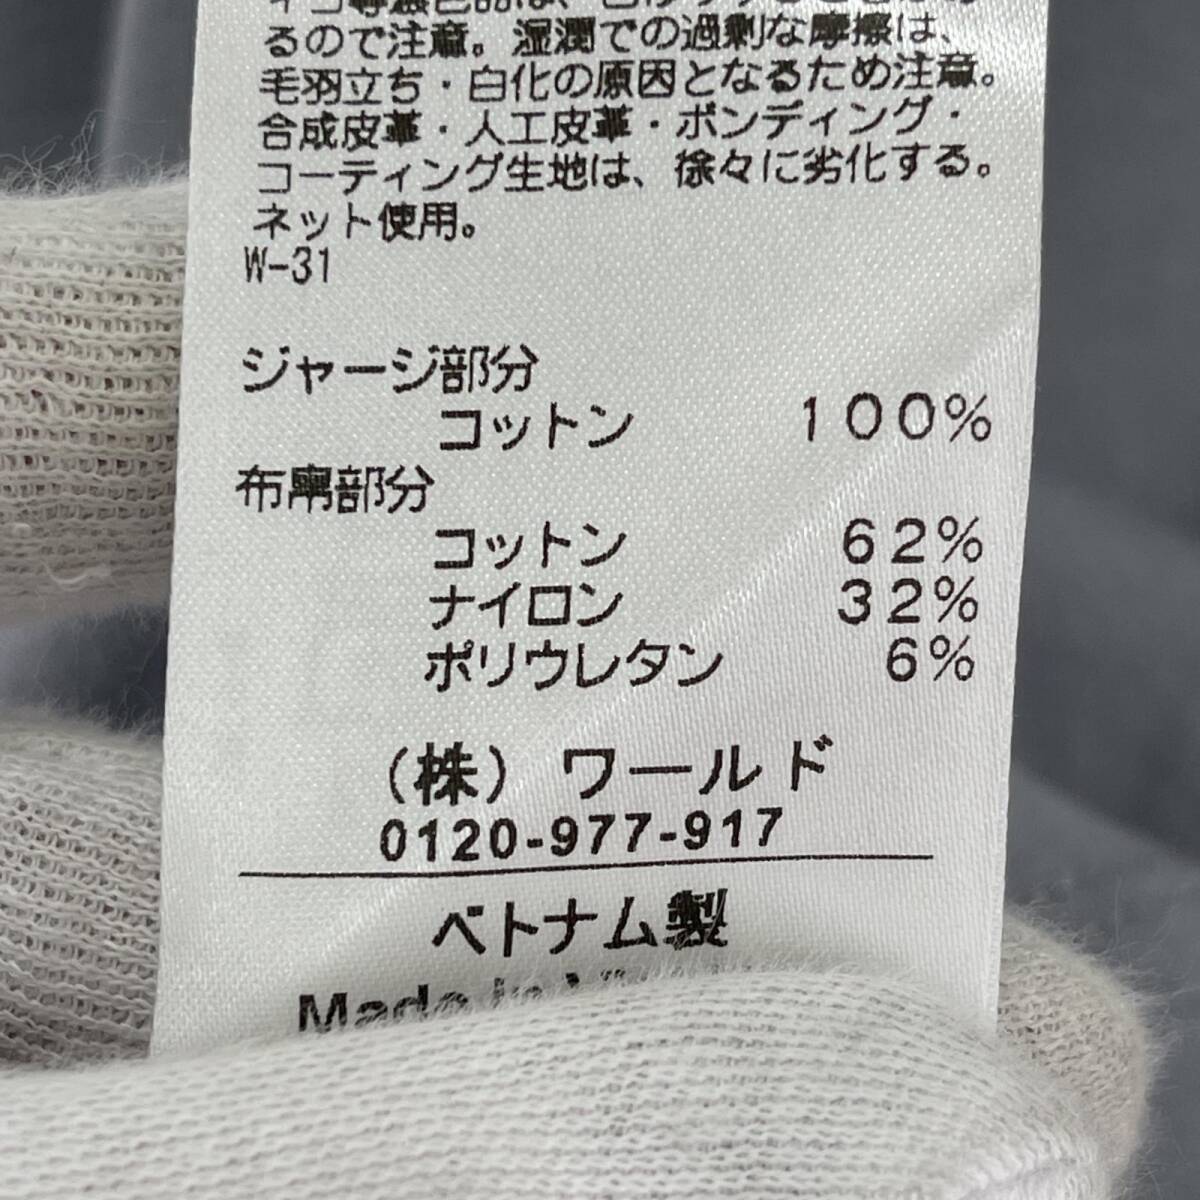 るので注意。湿潤での過剰な摩擦は、
毛羽立ち・白化の原因となるため注意。
合成皮革・人工皮革・ボンディング・
コーティング生地は、徐々に劣化する。
ネット使用。
W-31
ジャージ部分
コットン 100%
布帛部分
コットン 62%
ナイロン 32%
ポリウレタン 6%
(株) ワールド
0120-977-917
ベトナム製
Made in